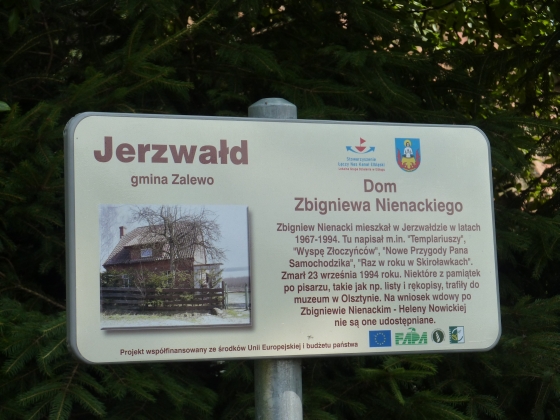 Jerzwałd
gmina Zalewo
Dom
Zbigniewa Nienackiego
Zbigniew Nienacki mieszkał w Jerzwałdzie w latach
1967-1994. Tu napisał m.in. "Templariuszy",
"Wyspę Złoczyńców", "Nowe Przygody Pana
Samochodzika", "Raz w roku w Skiroławkach".
Zmarł 23 września 1994 roku. Niektóre z pamiątek
po pisarzu, takie jak np. listy i rękopisy, trafiły do
muzeum w Olsztynie. Na wniosek wdowy po
Zbigniewie Nienackim - Heleny Nowickiej
nie są one udostępniane.
Projekt współfinansowany ze środków Unii Europejskiej i budżetu państwa